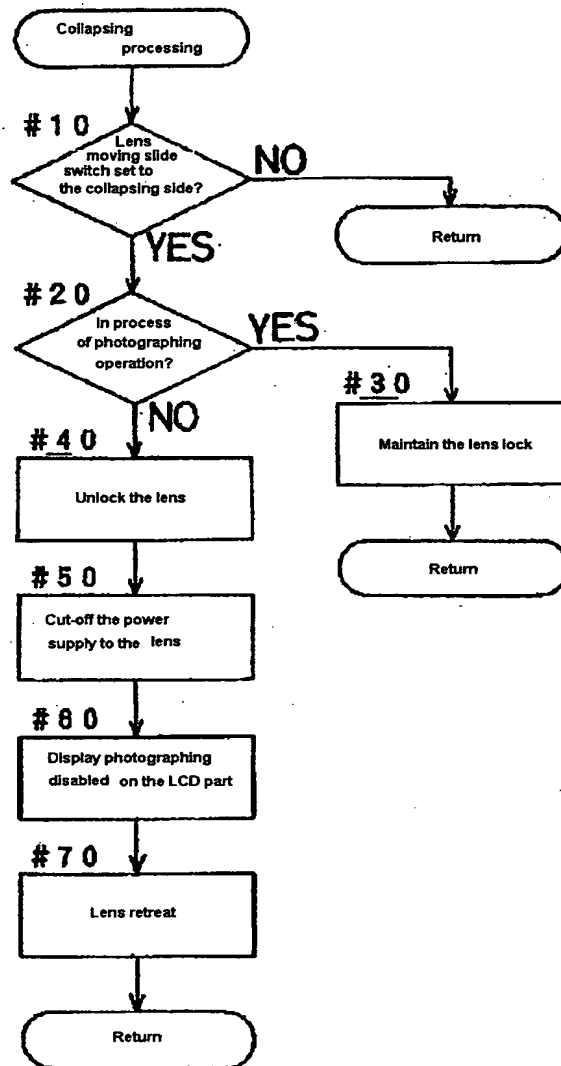 Collapsing
processing
#10
Lens
moving slide
switch set to
the collapsing side?
NO
Return
YES
#20
In process
of photographing
operation?
YES
#30
Maintain the lens lock
Return
NO
#40
Unlock the lens
#50
Cut-off the power
supply to the lens
#60
Display photographing
disabled on the LCD part
#70
Lens retreat
Return